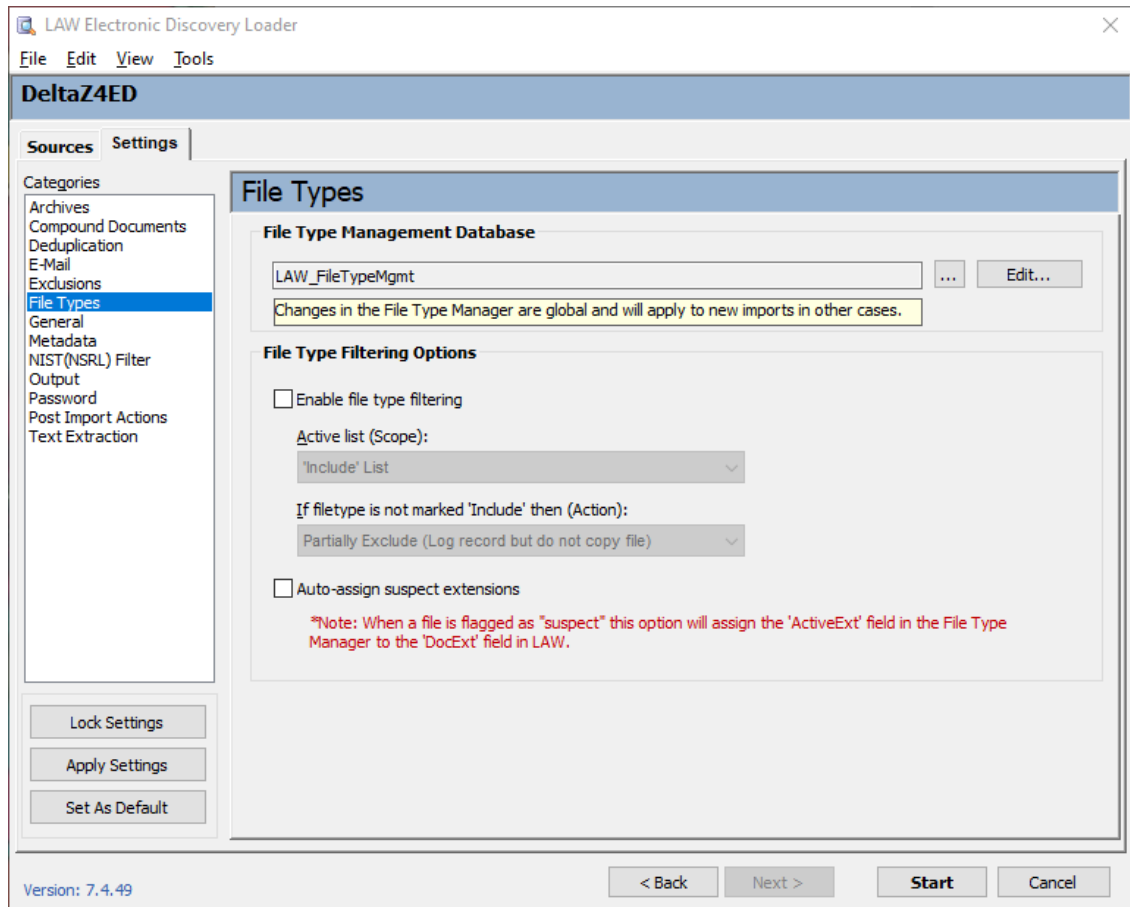 LAW Electronic Discovery Loader
File Edit View Tools
DeltaZ4ED
Sources Settings
Categories
Archives
Compound Documents
Deduplication
E-Mail
Exclusions
File Types
General
Metadata
NIST(NSRL) Filter
Output
Password
Post Import Actions
Text Extraction
Lock Settings
Apply Settings
Set As Default
File Types
File Type Management Database
LAW_FileTypeMgmt ... Edit...
Changes in the File Type Manager are global and will apply to new imports in other cases.
File Type Filtering Options
Enable file type filtering
Active list (Scope):
'Include' List
If filetype is not marked 'Include' then (Action):
Partially Exclude (Log record but do not copy file)
Auto-assign suspect extensions
*Note: When a file is flagged as "suspect" this option will assign the 'ActiveExt' field in the File Type
Manager to the 'DocExt' field in LAW.
Version: 7.4.49
< Back Next > Start Cancel